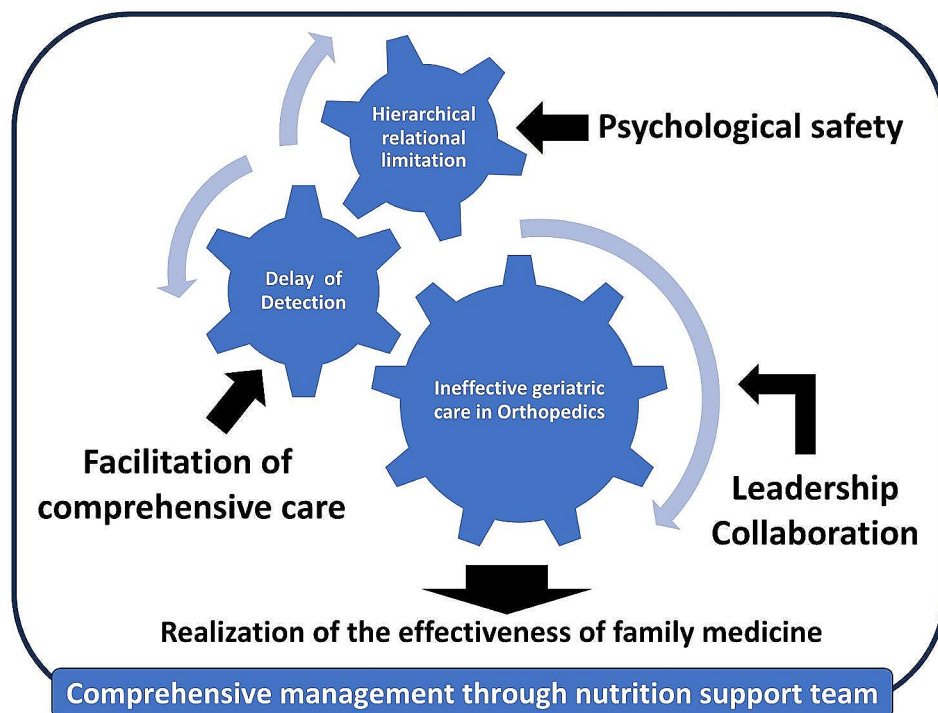 Hierarchical
relational
limitation
Psychological safety
Delay of
Detection
Ineffective geriatric
care in Orthopedics
Facilitation of
comprehensive care
Leadership
Collaboration
Realization of the effectiveness of family medicine
Comprehensive management through nutrition support team